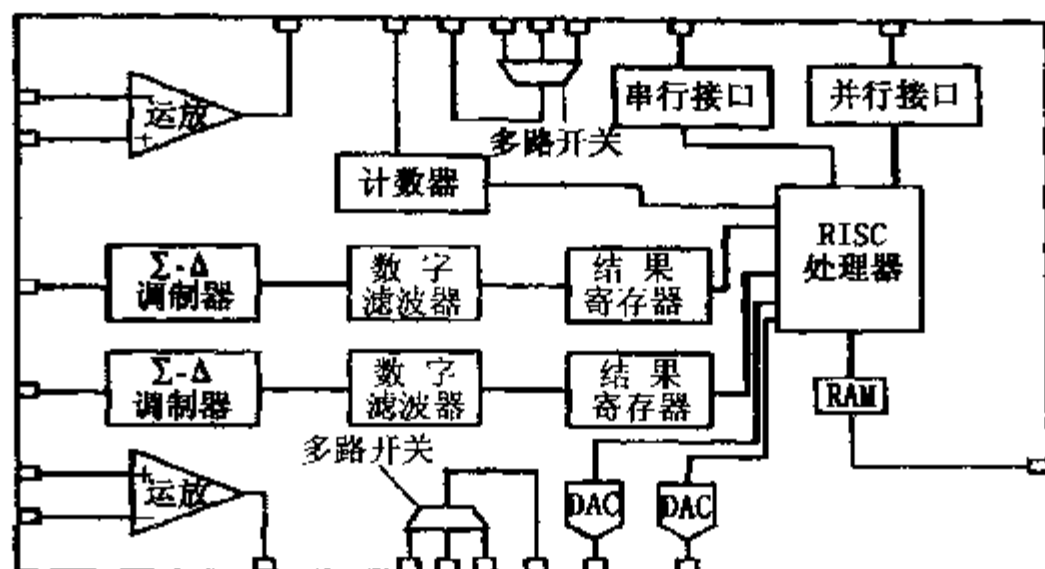 运放
串行接口
并行接口
多路开关
计数器
RISC
处理器
Σ-Δ
调制器
数字
滤波器
结果
寄存器
Σ-Δ
调制器
数字
滤波器
结果
寄存器
RAM
多路开关
运放
DAC
DAC